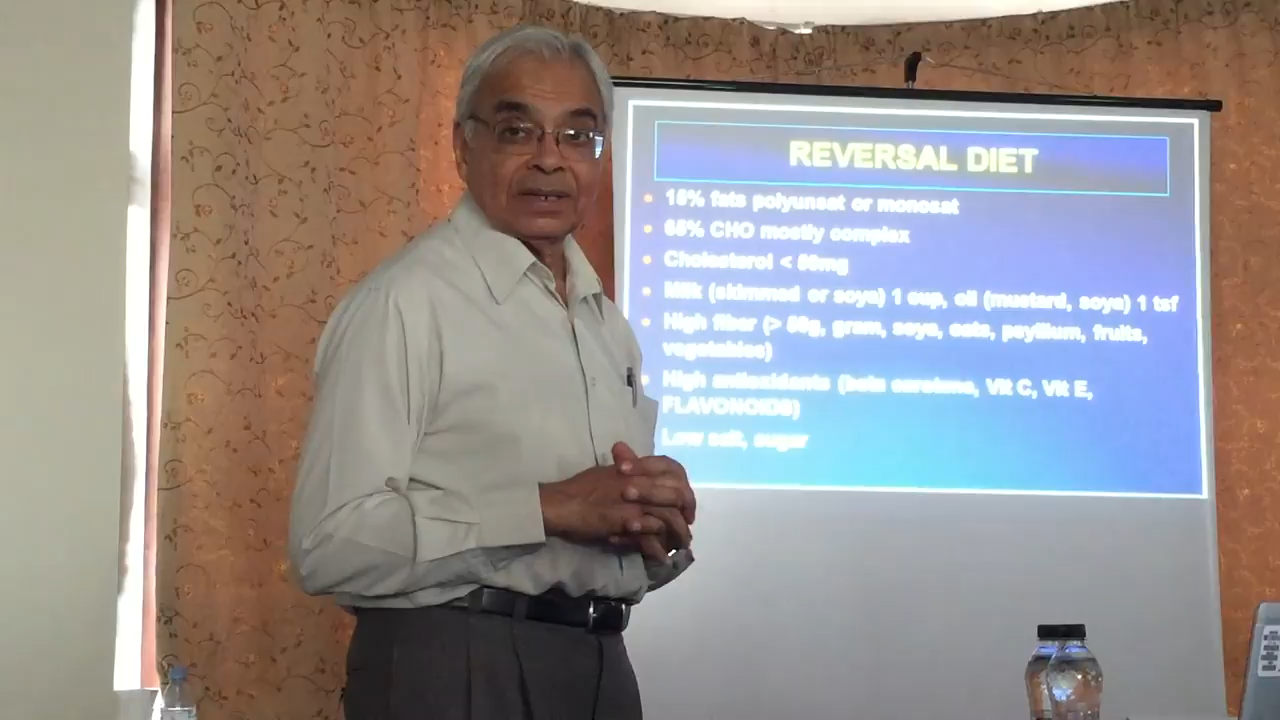 REVERSAL DIET
15% fats polyunsat or monosat
65% CHO mostly complex
Cholesterol < 50mg
Milk (skimmed or soya) 1 cup, oil (mustard, soya) 1 tsf
High fiber (> 50g, gram, soya, oats, psyllium, fruits,
vegetables)
High antioxidants (beta carotene, Vit C, Vit E,
FLAVONOIDS)
Low salt, sugar